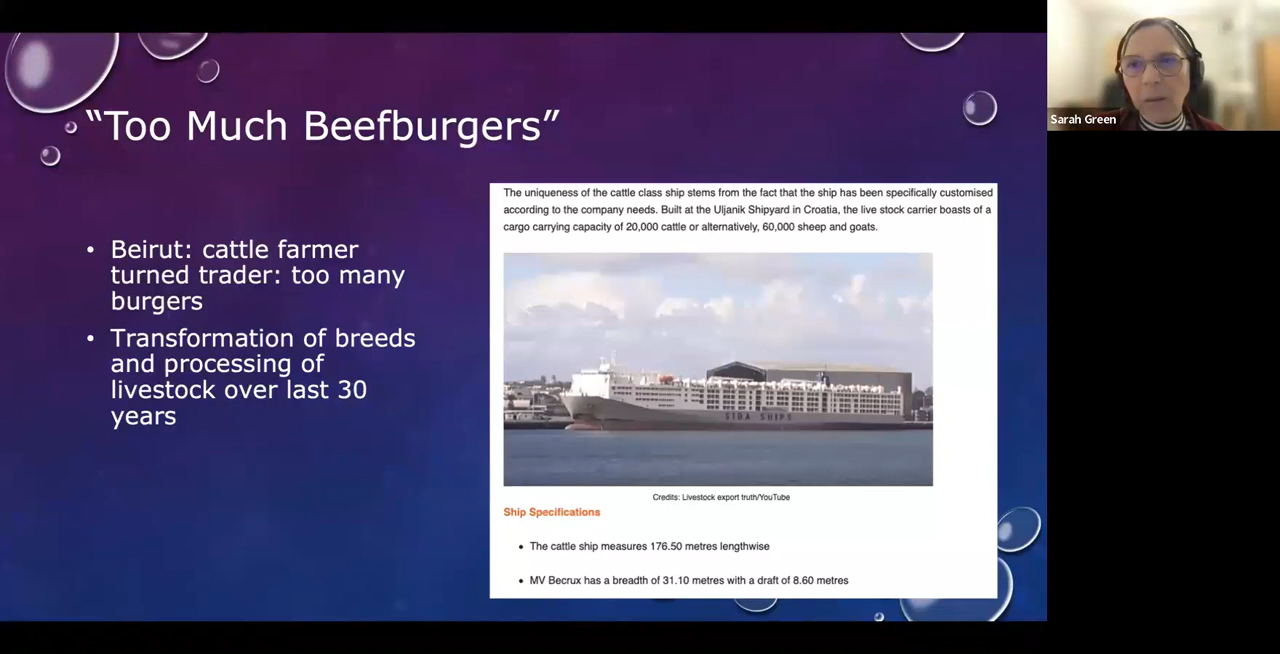 “Too Much Beefburgers”
• Beirut: cattle farmer
turned trader: too many
burgers
• Transformation of breeds
and processing of
livestock over last 30
years
The uniqueness of the cattle class ship stems from the fact that the ship has been specifically customised
according to the company needs. Built at the Uljanik Shipyard in Croatia, the live stock carrier boasts of a
cargo carrying capacity of 20,000 cattle or alternatively, 60,000 sheep and goats.
SIBA SHIPS
Credits: Livestock export truth/YouTube
Ship Specifications
• The cattle ship measures 176.50 metres lengthwise
• MV Becrux has a breadth of 31.10 metres with a draft of 8.60 metres
Sarah Green